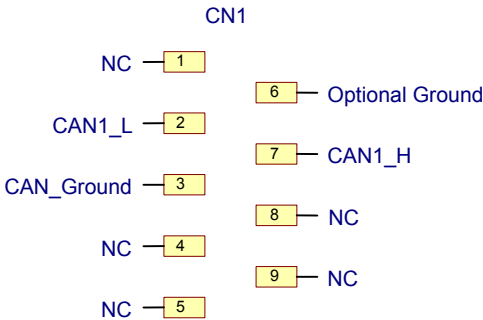 CN1
NC 1
6 Optional Ground
CAN1_L 2
7 CAN1_H
CAN_Ground 3
8 NC
NC 4
9 NC
NC 5